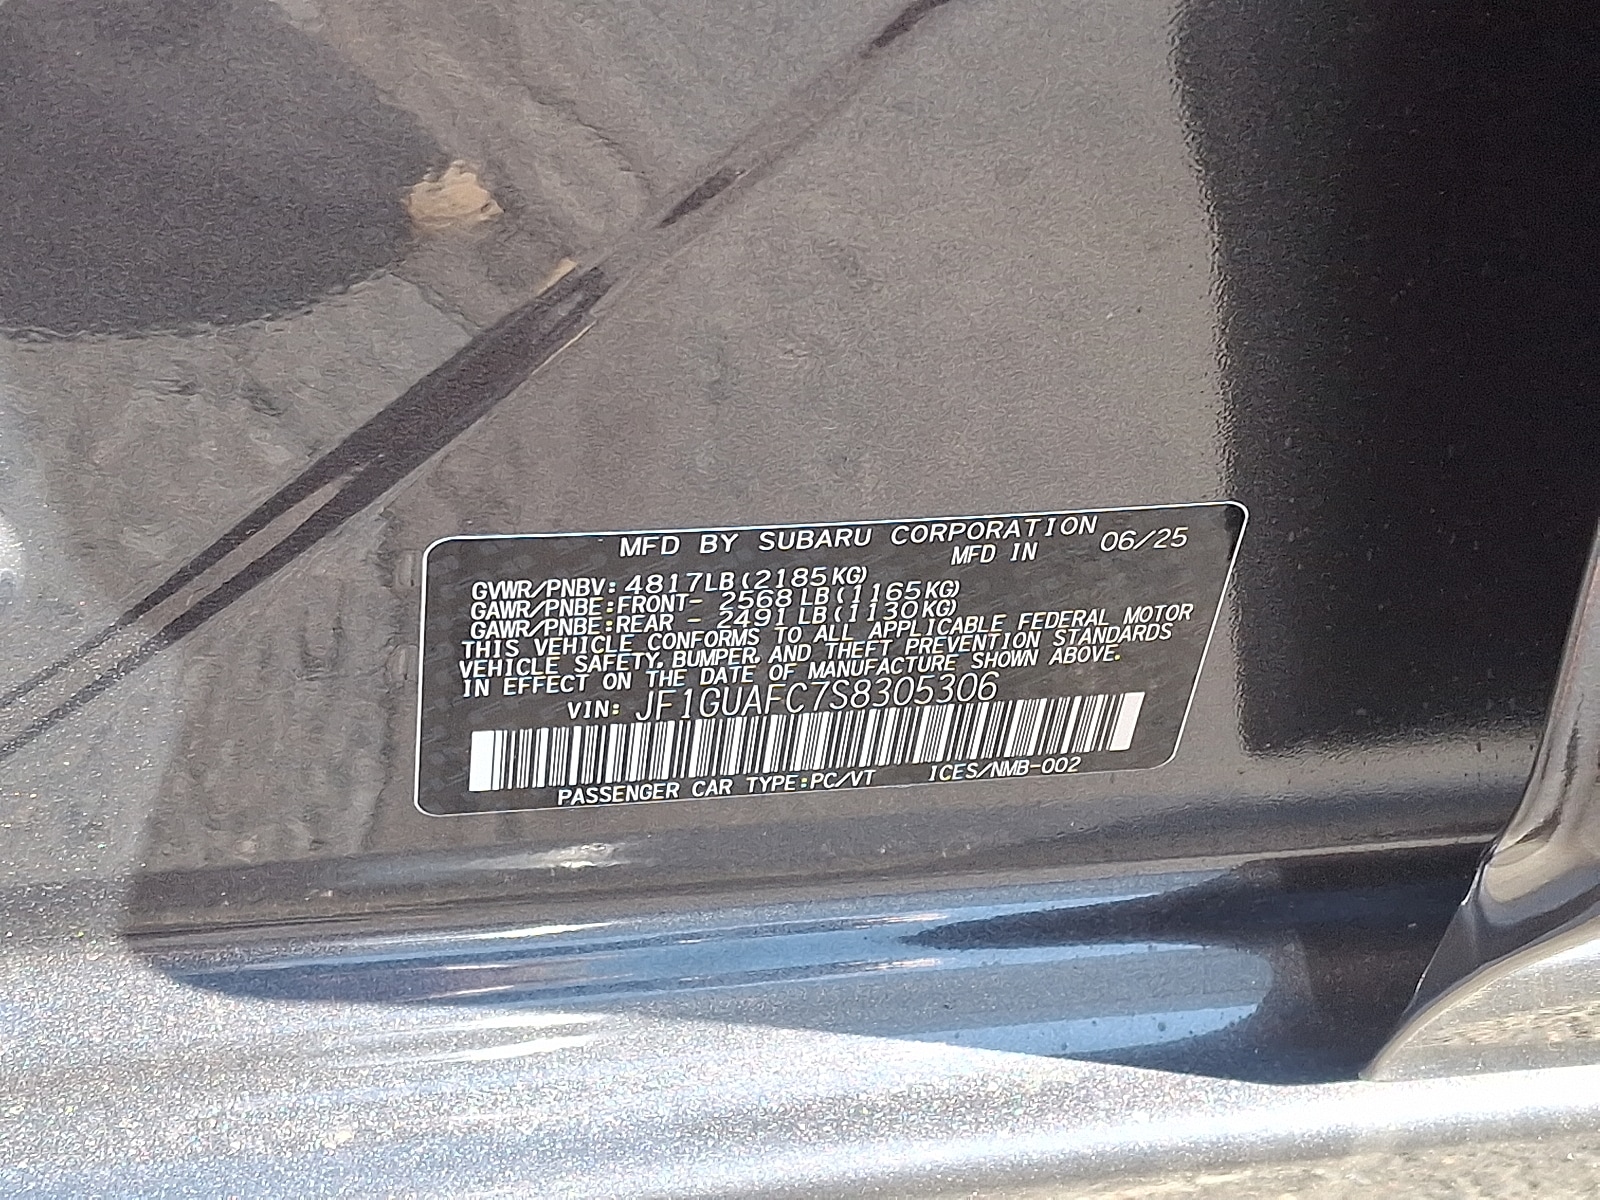 MFD BY SUBARU CORPORATION
MFD IN 06/25
GVWR/PNBV: 4817LB(2185KG)
GAWR/PNBE:FRONT- 2568LB(1165KG)
GAWR/PNBE:REAR - 2491LB(1130KG)
THIS VEHICLE CONFORMS TO ALL APPLICABLE FEDERAL MOTOR
VEHICLE SAFETY, BUMPER, AND THEFT PREVENTION STANDARDS
IN EFFECT ON THE DATE OF MANUFACTURE SHOWN ABOVE.
VIN: JF1GUAFC7S8305306
PASSENGER CAR TYPE:PC/VT ICES/NMB-002